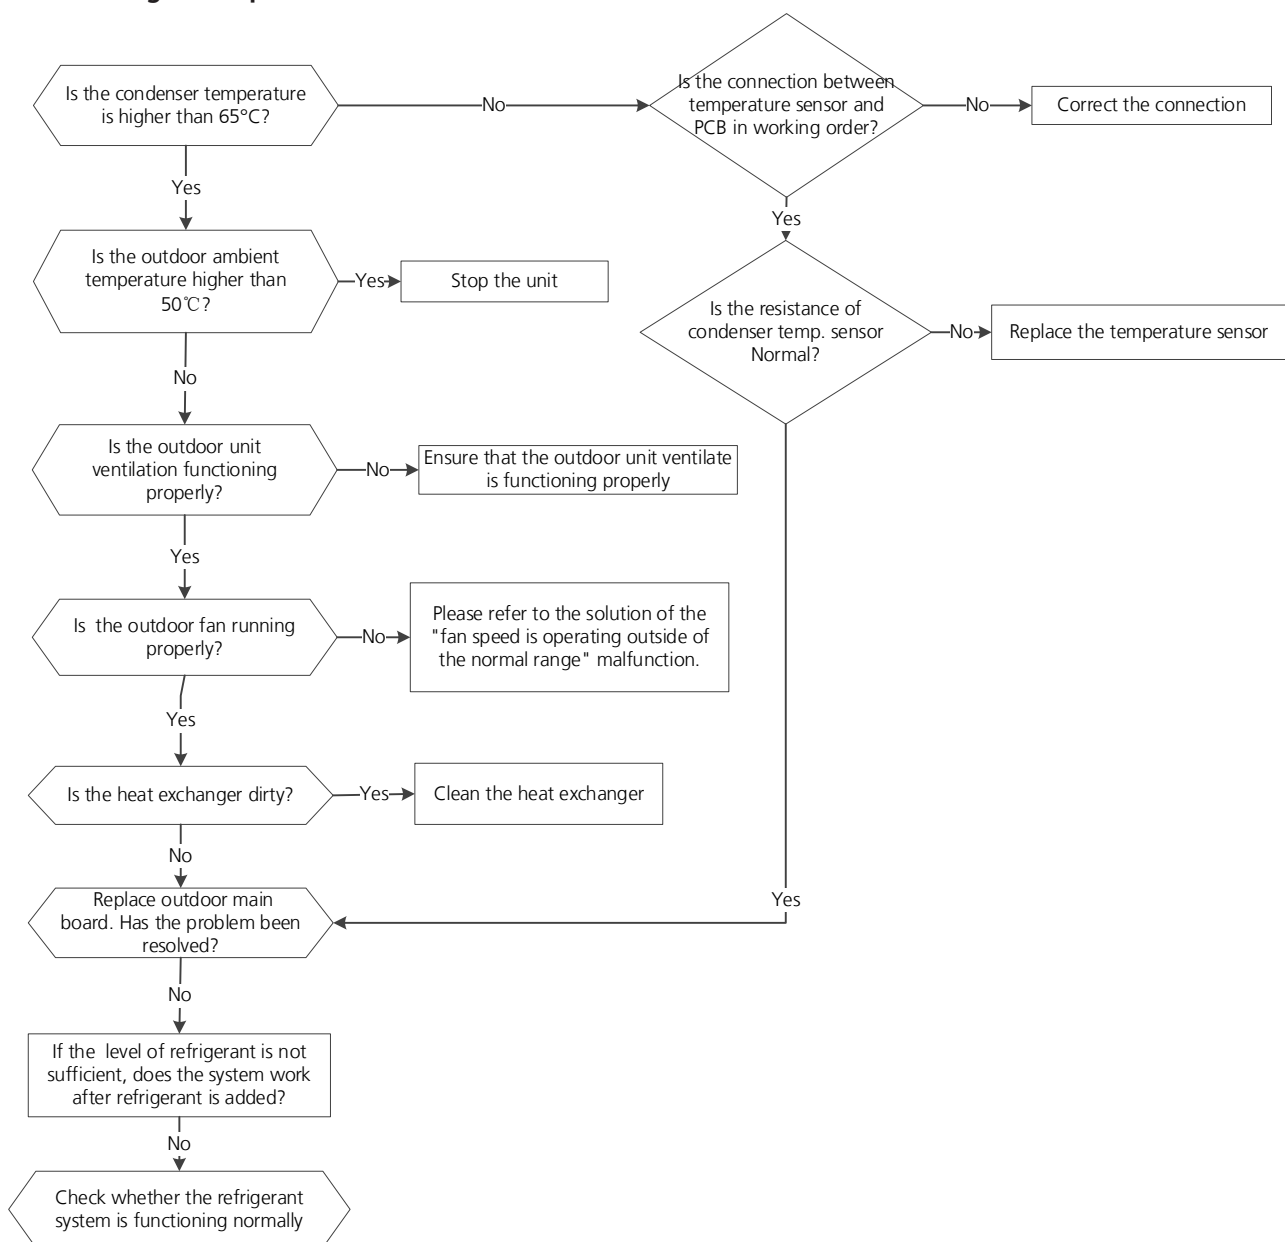 Is the condenser temperature
is higher than 65°C?
No
Is the connection between
temperature sensor and
PCB in working order?
No
Correct the connection
Yes
Yes
Is the outdoor ambient
temperature higher than
50℃?
Yes
Stop the unit
Is the resistance of
condenser temp. sensor
Normal?
No
Replace the temperature sensor
No
Is the outdoor unit
ventilation functioning
properly?
No
Ensure that the outdoor unit ventilate
is functioning properly
Yes
Is the outdoor fan running
properly?
No
Please refer to the solution of the
"fan speed is operating outside of
the normal range" malfunction.
Yes
Is the heat exchanger dirty?
Yes
Clean the heat exchanger
No
Yes
Replace outdoor main
board. Has the problem been
resolved?
No
If the level of refrigerant is not
sufficient, does the system work
after refrigerant is added?
No
Check whether the refrigerant
system is functioning normally